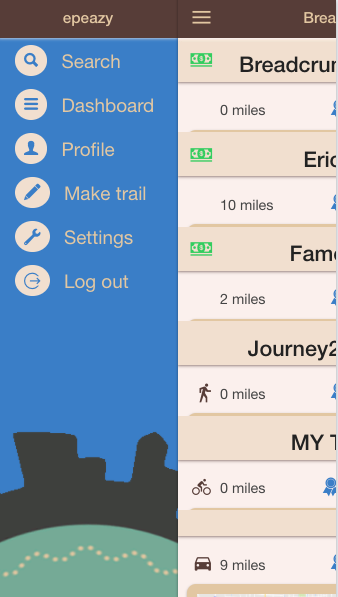 epeazy
Search
Dashboard
Profile
Make trail
Settings
Log out
Brea
Breadcrun
0 miles
Eric
10 miles
Fam
2 miles
Journey2
0 miles
MY T
0 miles
9 miles